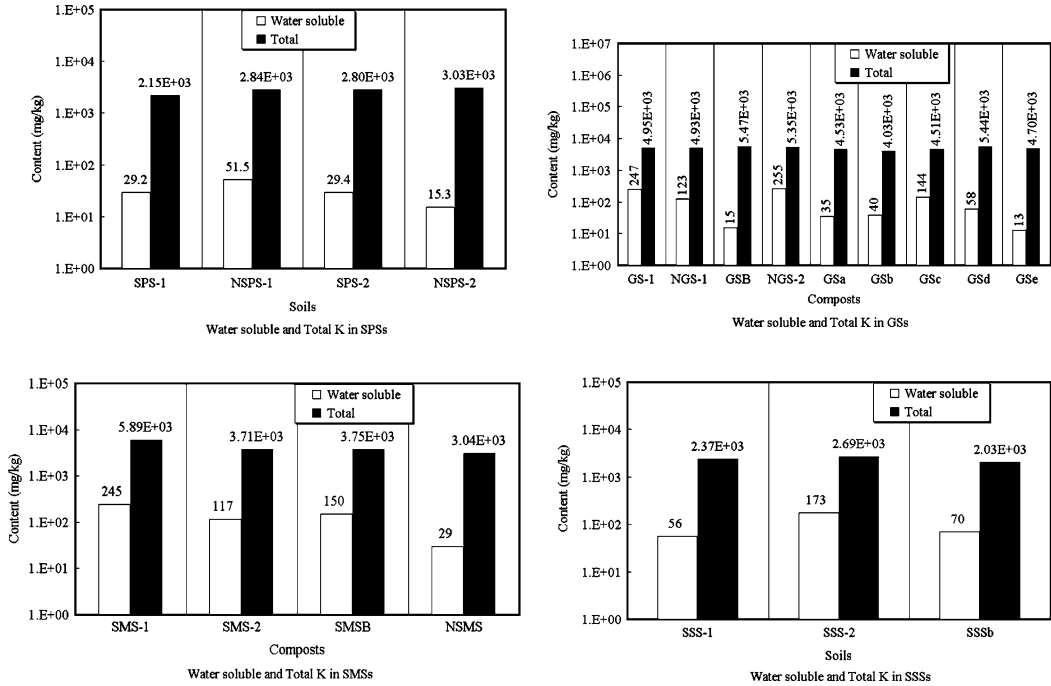 1.E+05
1.E+04
1.E+03
1.E+02
1.E+01
1.E+00
Content (mg/kg)
Water soluble
Total
2.15E+03
2.84E+03
2.80E+03
3.03E+03
29.2
51.5
29.4
15.3
SPS-1 NSPS-1 SPS-2 NSPS-2
Soils
Water soluble and Total K in SPSs
1.E+07
1.E+06
1.E+05
1.E+04
1.E+03
1.E+02
1.E+01
1.E+00
Content (mg/kg)
Water soluble
Total
247
4.95E+03
123
4.93E+03
15
5.47E+03
255
5.35E+03
35
4.53E+03
40
4.03E+03
144
4.51E+03
58
5.44E+03
13
4.70E+03
GS-1 NGS-1 GSB NGS-2 GSa GSb GSc GSd GSe
Composts
Water soluble and Total K in GSs
1.E+05
1.E+04
1.E+03
1.E+02
1.E+01
1.E+00
Content (mg/kg)
Water soluble
Total
5.89E+03
3.71E+03
3.75E+03
3.04E+03
245
117
150
29
SMS-1 SMS-2 SMSB NSMS
Composts
Water soluble and Total K in SMSs
1.E+05
1.E+04
1.E+03
1.E+02
1.E+01
1.E+00
Content (mg/kg)
Water soluble
Total
2.37E+03
2.69E+03
2.03E+03
56
173
70
SSS-1 SSS-2 SSSb
Soils
Water soluble and Total K in SSSs